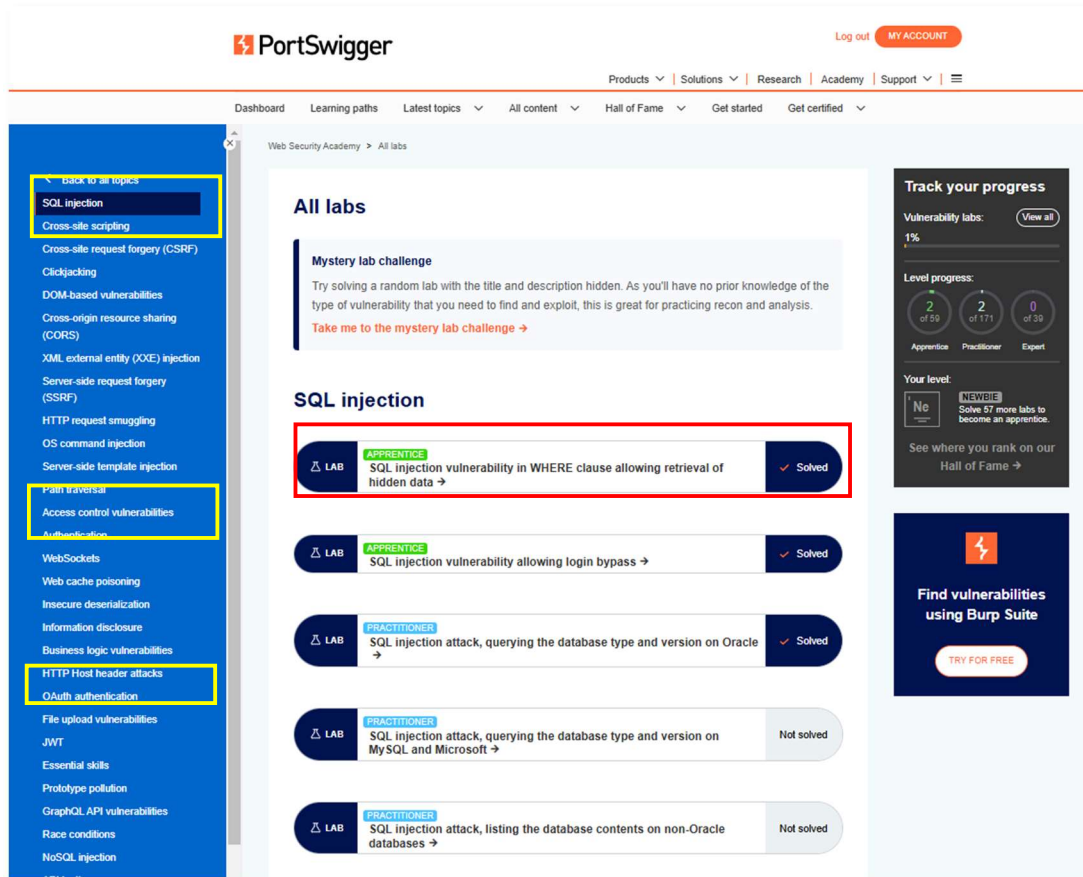 PortSwigger
Log out
MY ACCOUNT
Products
Solutions
Research
Academy
Support
Dashboard
Learning paths
Latest topics
All content
Hall of Fame
Get started
Get certified
Web Security Academy > All labs
Back to all topics
SQL injection
Cross-site scripting
Cross-site request forgery (CSRF)
Clickjacking
DOM-based vulnerabilities
Cross-origin resource sharing
(CORS)
XML external entity (XXE) injection
Server-side request forgery
(SSRF)
HTTP request smuggling
OS command injection
Server-side template injection
Path traversal
Access control vulnerabilities
Authentication
WebSockets
Web cache poisoning
Insecure deserialization
Information disclosure
Business logic vulnerabilities
HTTP Host header attacks
OAuth authentication
File upload vulnerabilities
JWT
Essential skills
Prototype pollution
GraphQL API vulnerabilities
Race conditions
NoSQL injection
All labs
Mystery lab challenge
Try solving a random lab with the title and description hidden. As you'll have no prior knowledge of the
type of vulnerability that you need to find and exploit, this is great for practicing recon and analysis.
Take me to the mystery lab challenge →
SQL injection
LAB
APPRENTICE
SQL injection vulnerability in WHERE clause allowing retrieval of
hidden data →
Solved
LAB
APPRENTICE
SQL injection vulnerability allowing login bypass →
Solved
LAB
PRACTITIONER
SQL injection attack, querying the database type and version on Oracle
→
Solved
LAB
PRACTITIONER
SQL injection attack, querying the database type and version on
MySQL and Microsoft →
Not solved
LAB
PRACTITIONER
SQL injection attack, listing the database contents on non-Oracle
databases →
Not solved
Track your progress
Vulnerability labs:
View all
1%
Level progress:
2
of 59
2
of 171
0
of 39
Apprentice
Practitioner
Expert
Your level:
Ne
NEWBIE
Solve 57 more labs to
become an apprentice.
See where you rank on our
Hall of Fame →
Find vulnerabilities
using Burp Suite
TRY FOR FREE